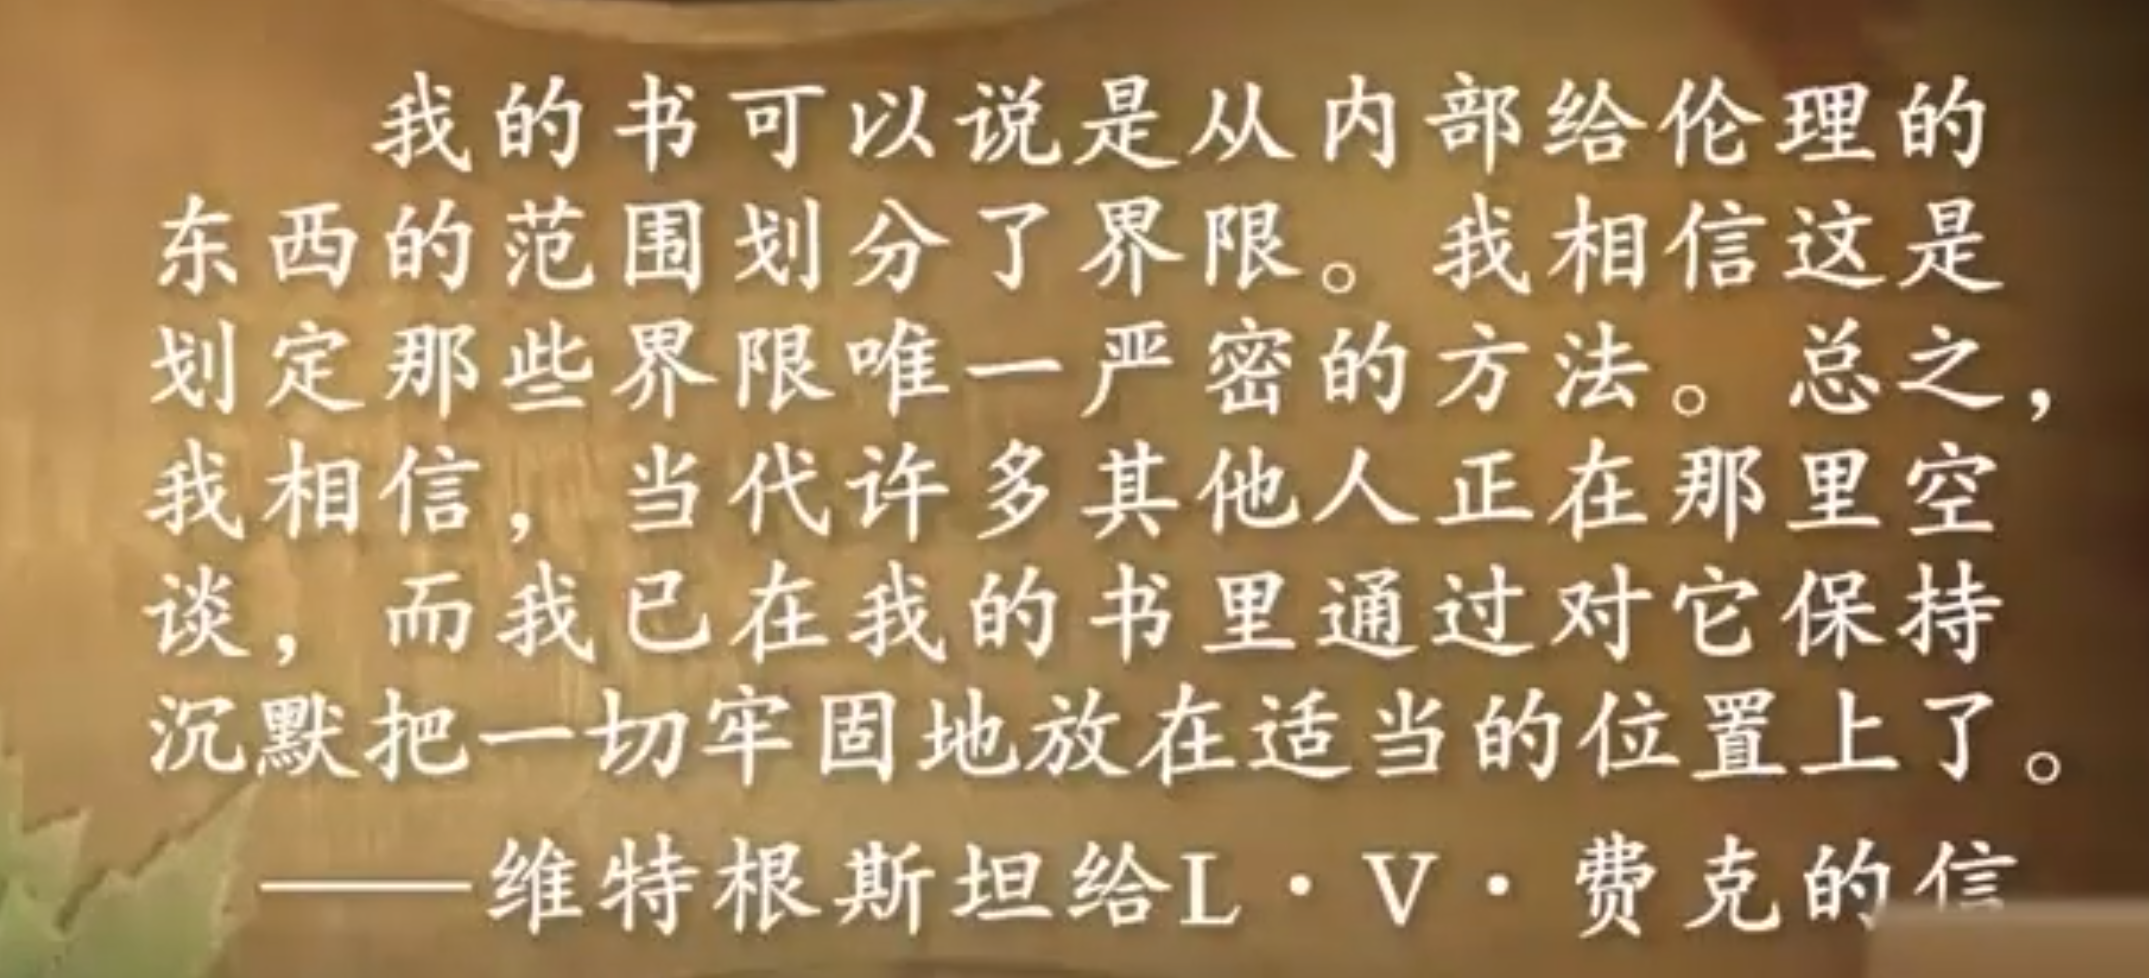 我的书可以说是从内部给伦理的
东西的范围划分了界限。我相信这是
划定那些界限唯一严密的方法。总之，
我相信，当代许多其他人正在那里空
谈，而我已在我的书里通过对它保持
沉默把一切牢固地放在适当的位置上了。
——维特根斯坦给L·V·费克的信